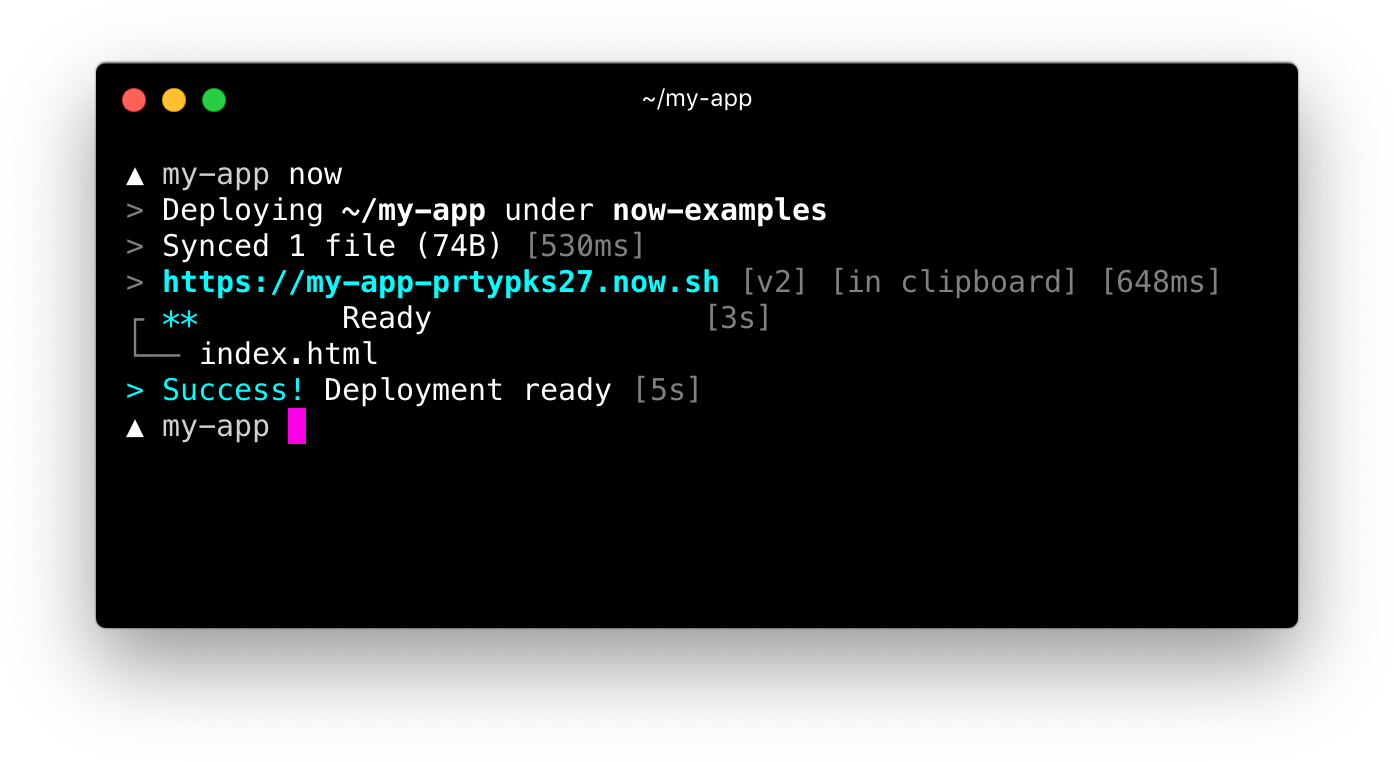 ~/my-app
▲ my-app now
> Deploying ~/my-app under now-examples
> Synced 1 file (74B) [530ms]
> https://my-app-prtypks27.now.sh [v2] [in clipboard] [648ms]
┌ ** Ready [3s]
└── index.html
> Success! Deployment ready [5s]
▲ my-app